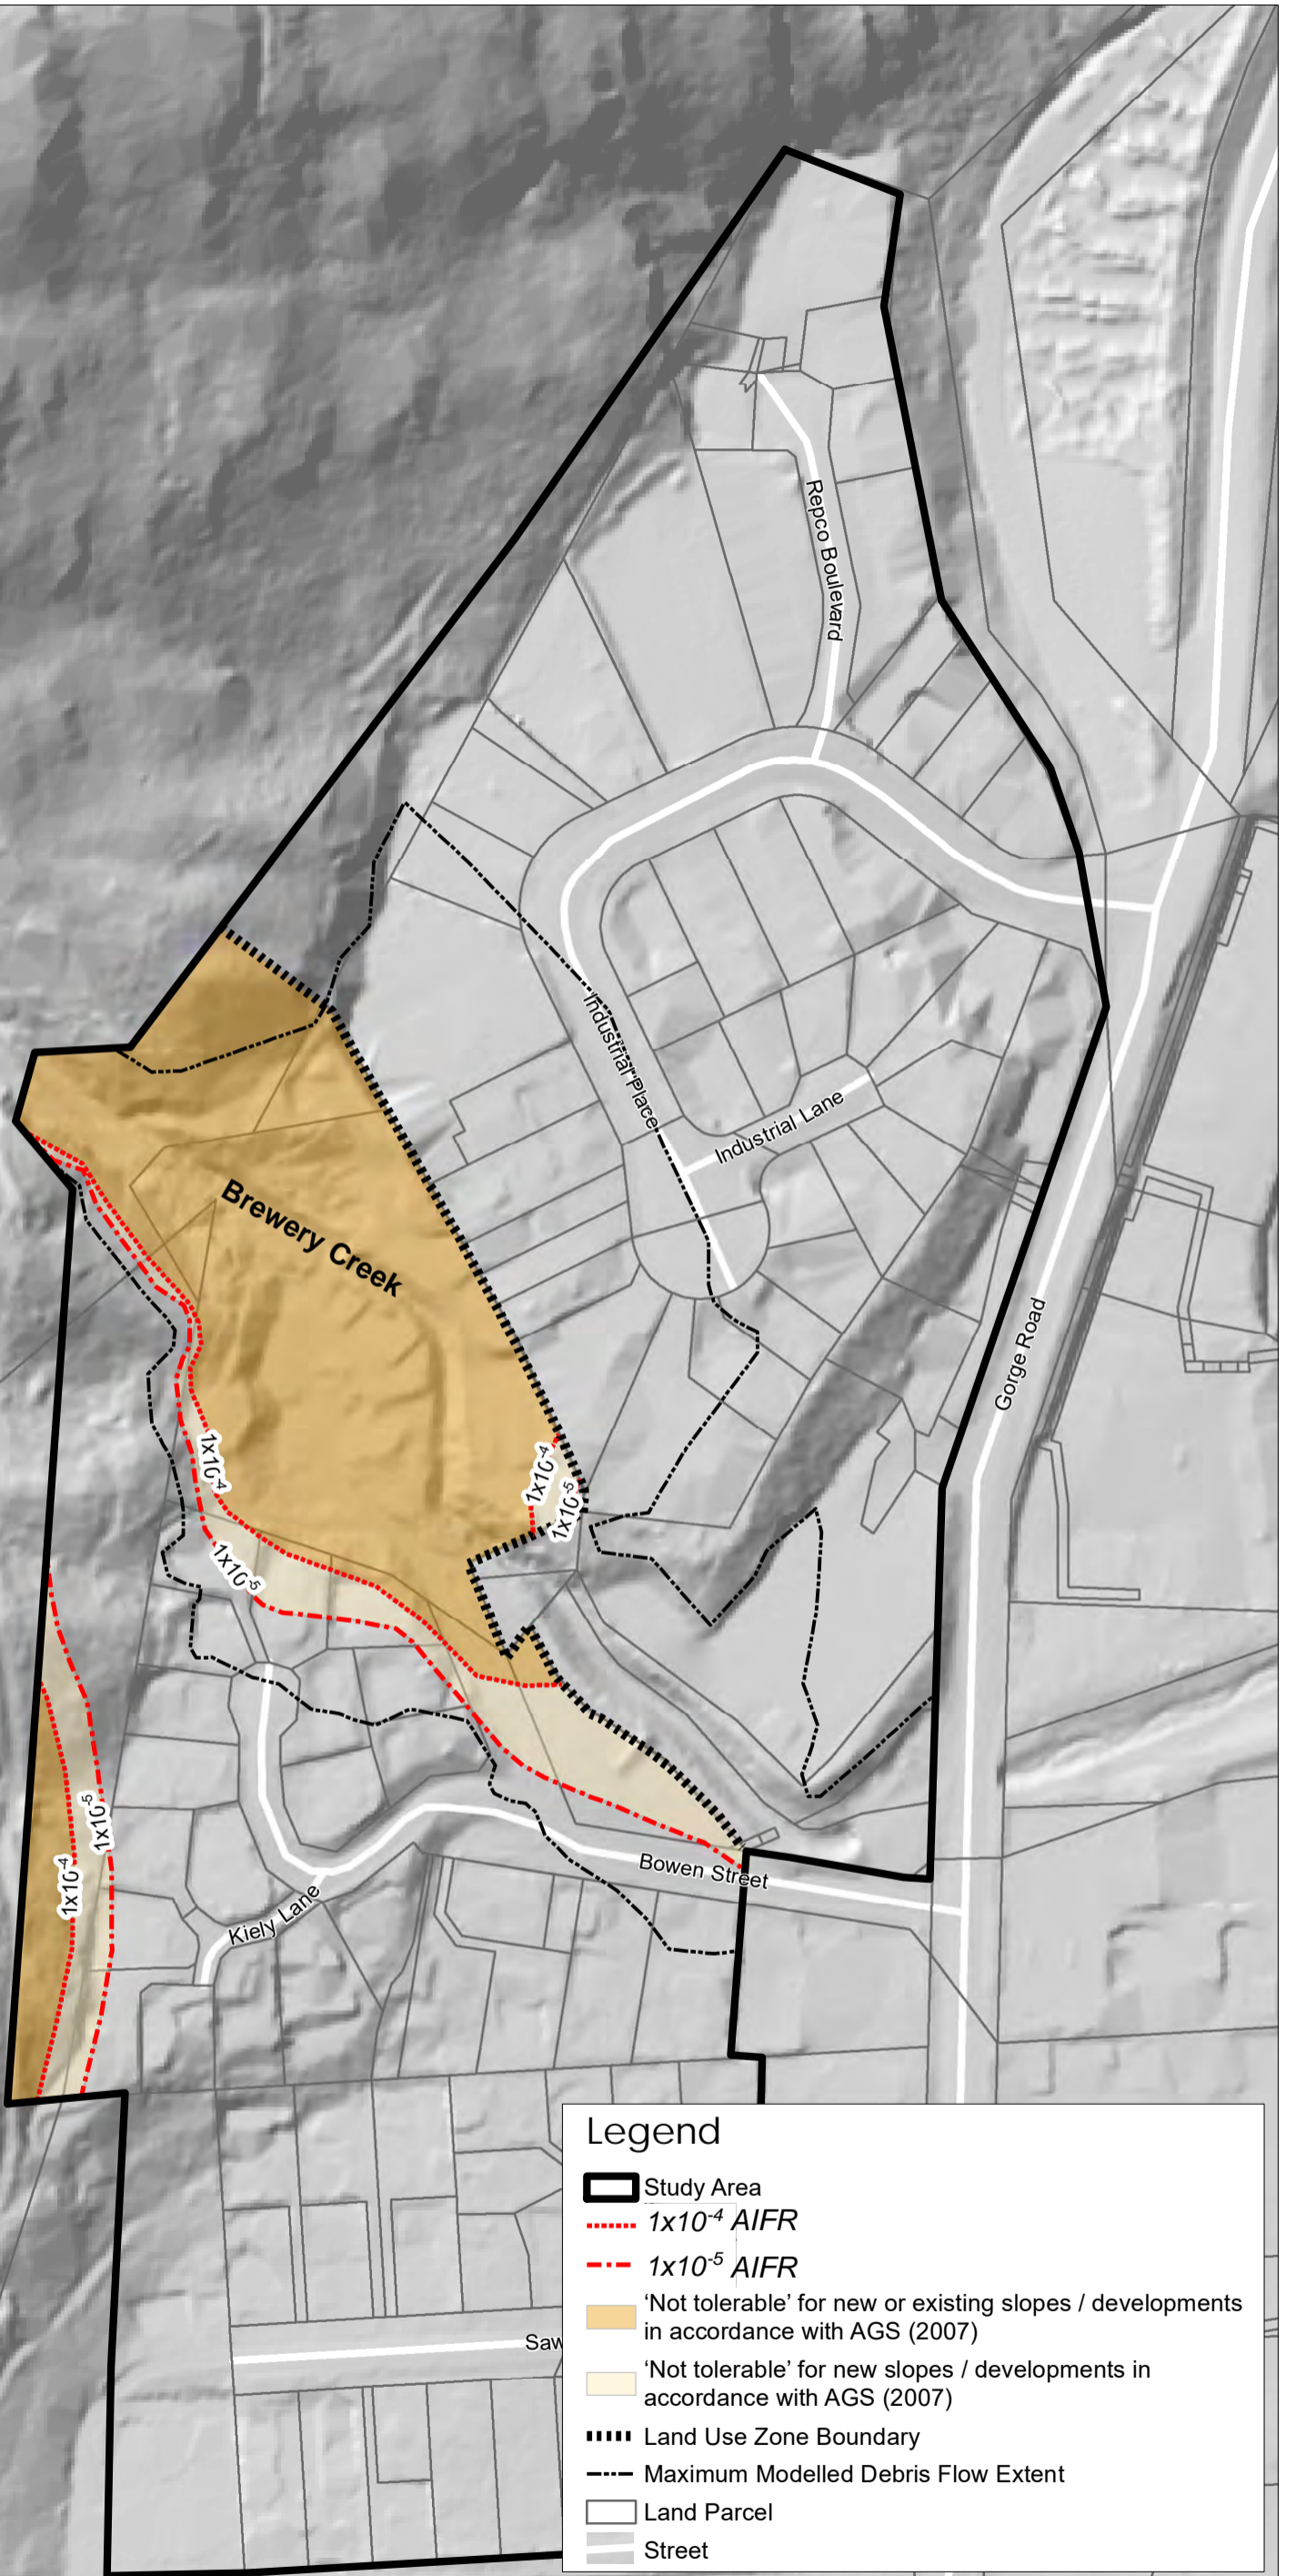 Repco Boulevard
Industrial Place
Industrial Lane
Brewery Creek
Gorge Road
1x10-4
1x10-4
1x10-5
1x10-5
1x10-5
1x10-4
Bowen Street
Kiely Lane
Saw
Legend
Study Area
1x10-4 AIFR
1x10-5 AIFR
‘Not tolerable’ for new or existing slopes / developments
in accordance with AGS (2007)
‘Not tolerable’ for new slopes / developments in
accordance with AGS (2007)
Land Use Zone Boundary
Maximum Modelled Debris Flow Extent
Land Parcel
Street